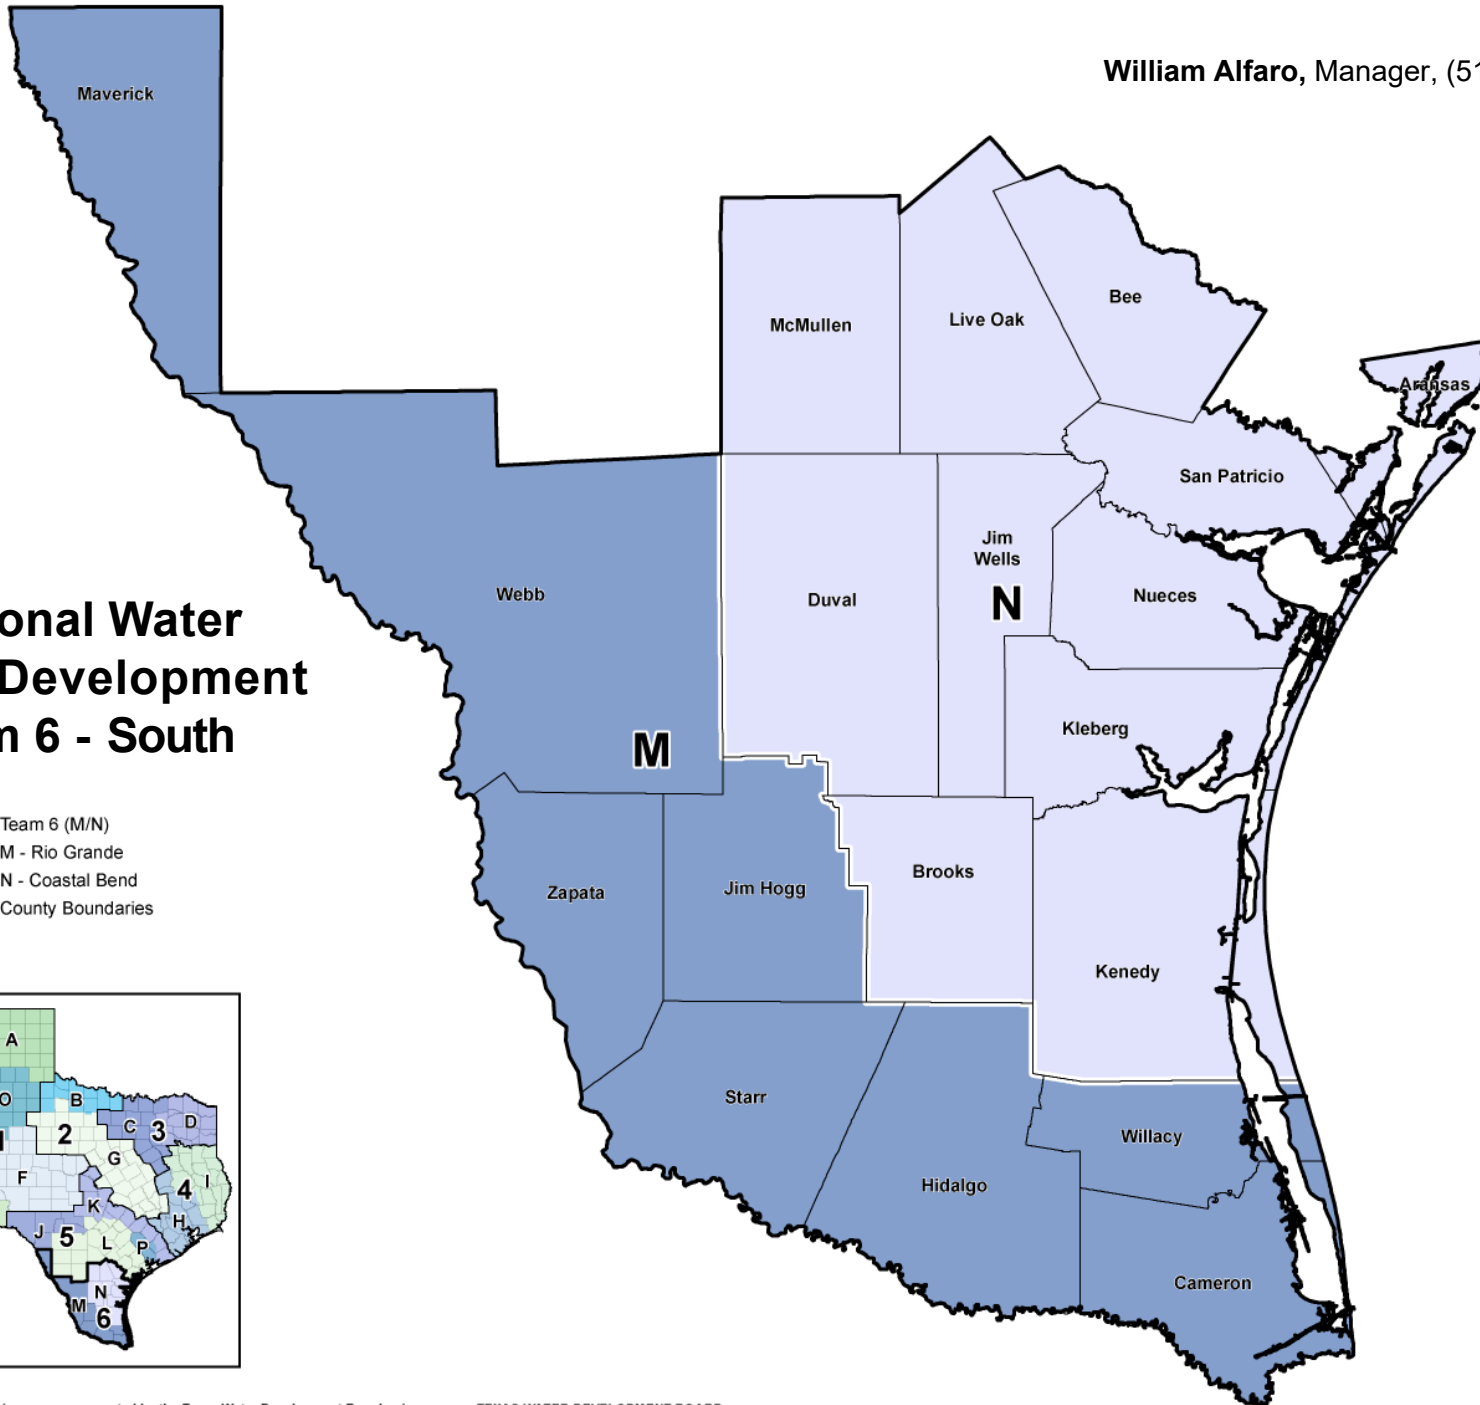 William Alfaro, Manager, (51
Maverick
McMullen
Live Oak
Bee
Aransas
San Patricio
Jim
Wells
N
Nueces
Webb
Duval
onal Water
Development
m 6 - South
M
Kleberg
Team 6 (M/N)
M - Rio Grande
N - Coastal Bend
County Boundaries
Zapata
Jim Hogg
Brooks
Kenedy
A
O
B
2
C
3
D
G
F
4
I
K
H
J
5
L
P
N
M
6
Starr
Willacy
Hidalgo
Cameron